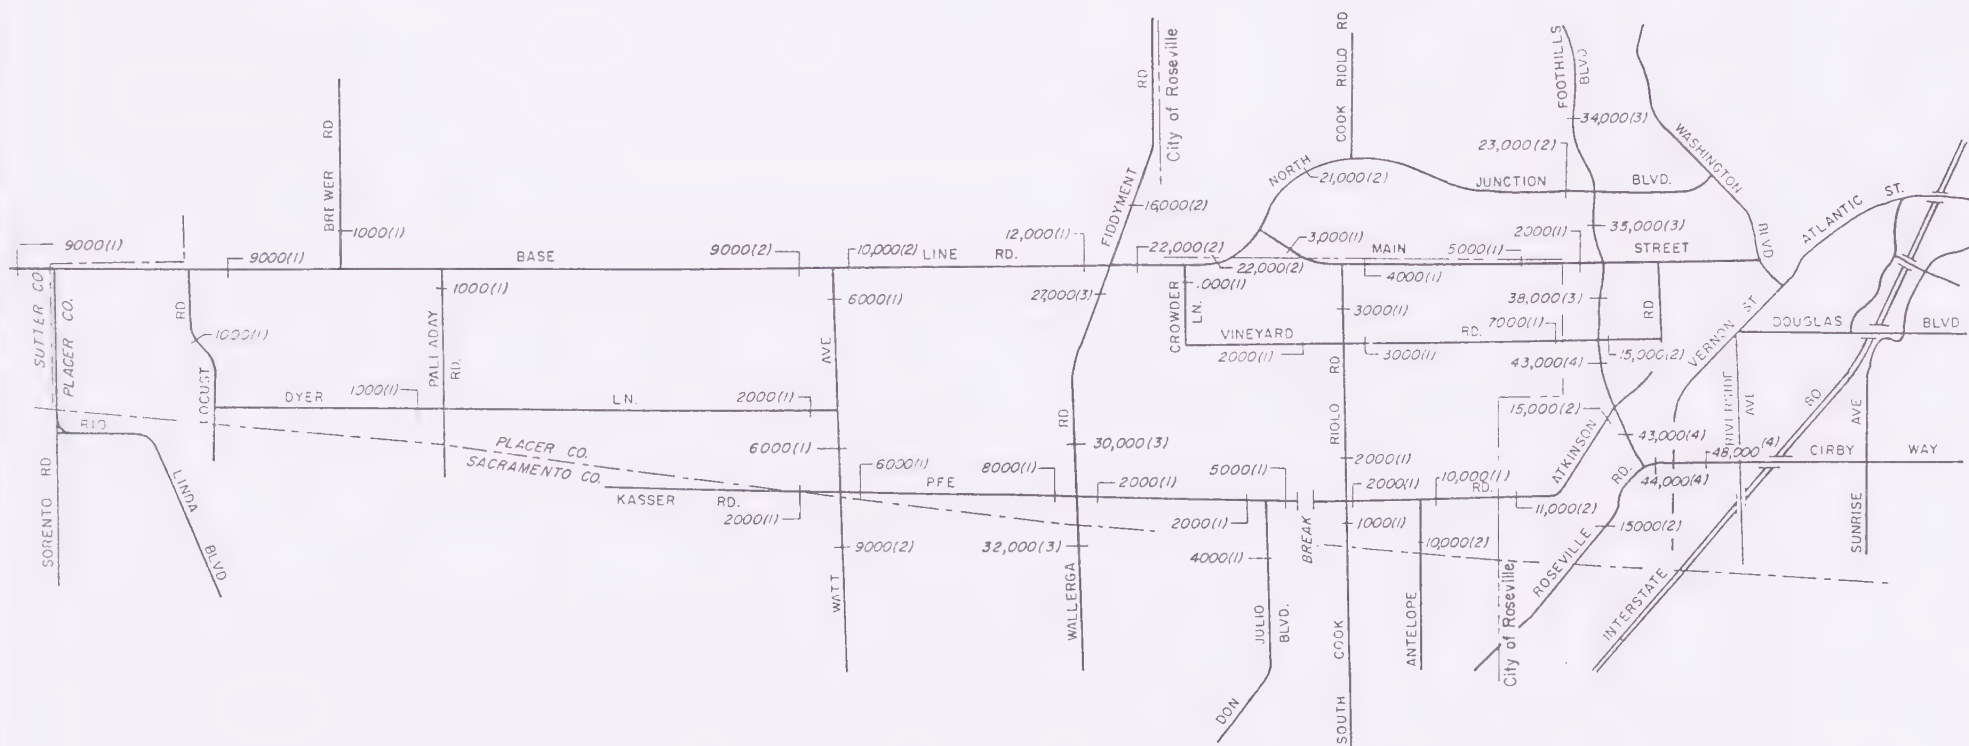 RD
City of Roseville
COOK RIOLO RD
FOOTHILLS
BLVD
BREWER RD
34,000(3)
WASHINGTON
BLVD
23,000(2)
NORTH
21,000(2)
JUNCTION
BLVD.
FIDDYMENT
16,000(2)
ATLANTIC ST.
1000(1)
35,000(3)
9000(1)
9000(1)
BASE
9000(2)
10,000(2)
LINE RD.
12,000(1)
22,000(2)
22,000(2)
3,000(1)
MAIN
4000(1)
5000(1)
2000(1)
STREET
SUTTER CO.
PLACER CO.
RD
1000(1)
6000(1)
27,000(3)
CROWDER
LN.
3000(1)
38,000(3)
RD
VERNON ST
DOUGLAS BLVD
1000(1)
PALLADAY
RD.
AVE
VINEYARD
RD.
7000(1)
2000(1)
3000(1)
15,000(2)
43,000(4)
LOCUST
DYER
1000(1)
LN.
2000(1)
RD
RIOLO
RD
15,000(2)
RIVERSIDE
AVE
80
AVE
RIO
LINDA
BLVD
SORENTO RD
PLACER CO.
SACRAMENTO CO.
6000(1)
30,000(3)
ATKINSON
43,000(4)
48,000(4)
CIRBY WAY
RD.
44,000(4)
KASSER RD.
2000(1)
6000(1)
PFE
8000(1)
2000(1)
5000(1)
2000(1)
2000(1)
10,000(1)
RD.
11,000(2)
2000(1)
4000(1)
BREAK
1000(1)
10,000(2)
15000(2)
9000(2)
32,000(3)
WATT
WALLERGA
JULIO
BLVD.
DON
COOK
SOUTH
ANTELOPE
City of Roseville
ROSEVILLE
INTERSTATE
SUNRISE